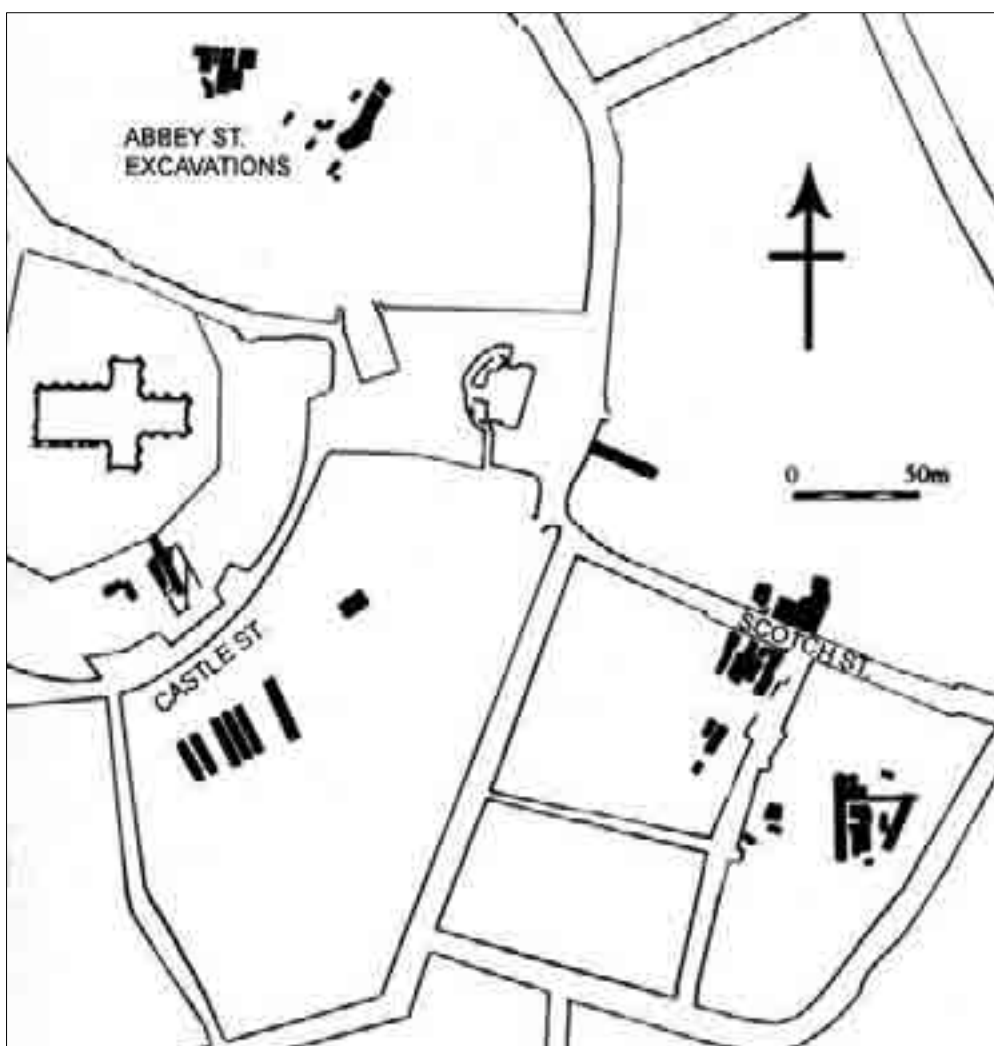 ABBEY ST.
EXCAVATIONS
0 50m
SCOTCH ST.
CASTLE ST.